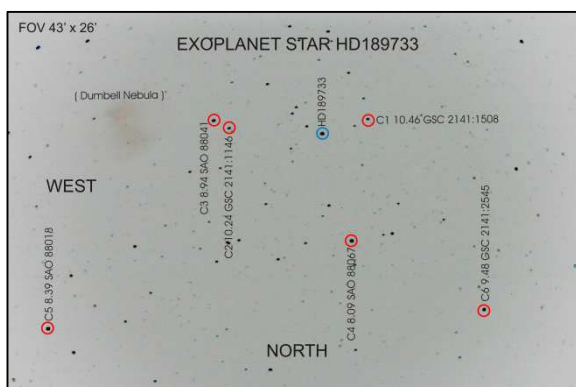 FOV 43' x 26'
EXOPLANET STAR HD189733
( Dumbell Nebula )
HD189733
C1 10.46 GSC 2141:1508
C3 8.94 SAO 88041
C2 10.24 GSC 2141:1146
WEST
C5 8.39 SAO 88018
C4 8.09 SAO 88067
C6 9.48 GSC 2141:2545
NORTH